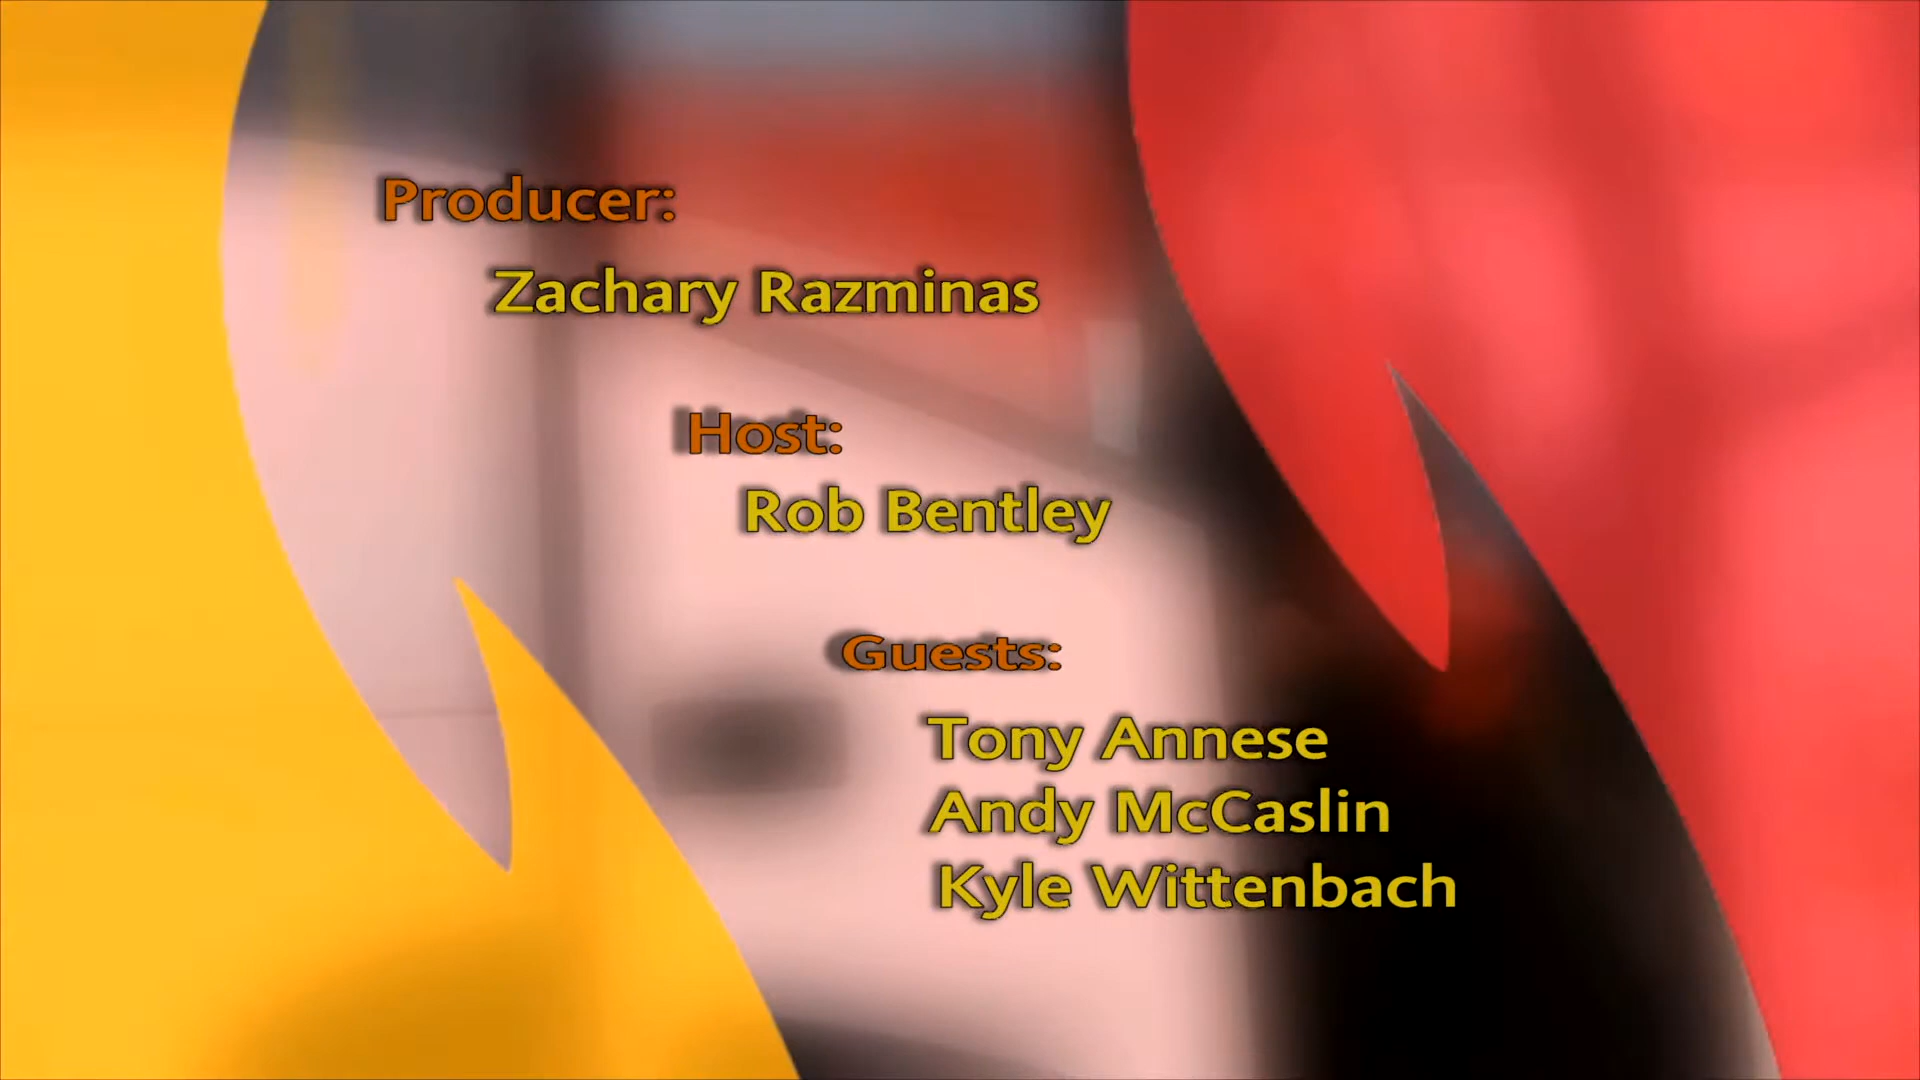 Producer:
Zachary Razminas
Host:
Rob Bentley
Guests:
Tony Annese
Andy McCaslin
Kyle Wittenbach